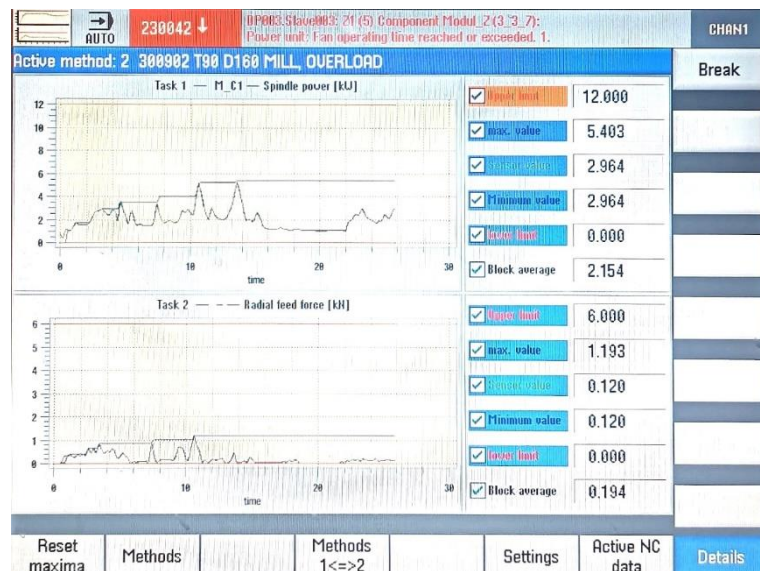 AUTO
230042
OP003.Slave003: Z1 (5) Component Modul_Z (3_3_7):
Power unit: Fan operating time reached or exceeded. 1.
CHAN1
Active method: 2 300902 T90 D160 MILL, OVERLOAD
Break
Task 1 — M_C1 — Spindle power [kW]
12
10
8
6
4
2
0
0 10 20 30
time
Upper limit 12.000
max. value 5.403
Sensor value 2.964
Minimum value 2.964
lower limit 0.000
Block average 2.154
Task 2 — – — Radial feed force [kN]
6
5
4
3
2
1
0
0 10 20 30
time
Upper limit 6.000
max. value 1.193
Sensor value 0.120
Minimum value 0.120
lower limit 0.000
Block average 0.194
Reset maxima
Methods
Methods 1<=>2
Settings
Active NC data
Details